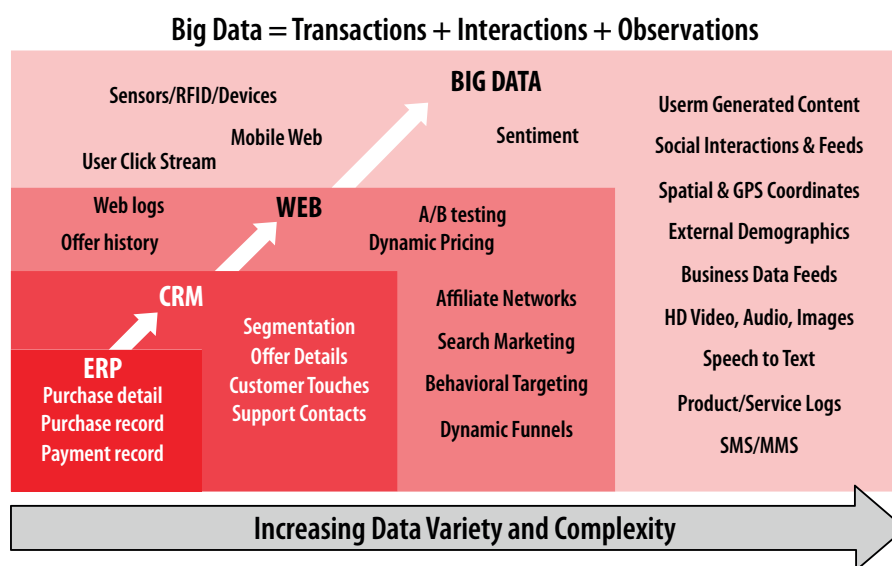 Big Data = Transactions + Interactions + Observations
BIG DATA
Sensors/RFID/Devices
Mobile Web
Sentiment
User Click Stream
Userm Generated Content
Social Interactions & Feeds
Spatial & GPS Coordinates
External Demographics
Business Data Feeds
HD Video, Audio, Images
Speech to Text
Product/Service Logs
SMS/MMS
WEB
Web logs
Offer history
A/B testing
Dynamic Pricing
Affiliate Networks
Search Marketing
Behavioral Targeting
Dynamic Funnels
CRM
Segmentation
Offer Details
Customer Touches
Support Contacts
ERP
Purchase detail
Purchase record
Payment record
Increasing Data Variety and Complexity